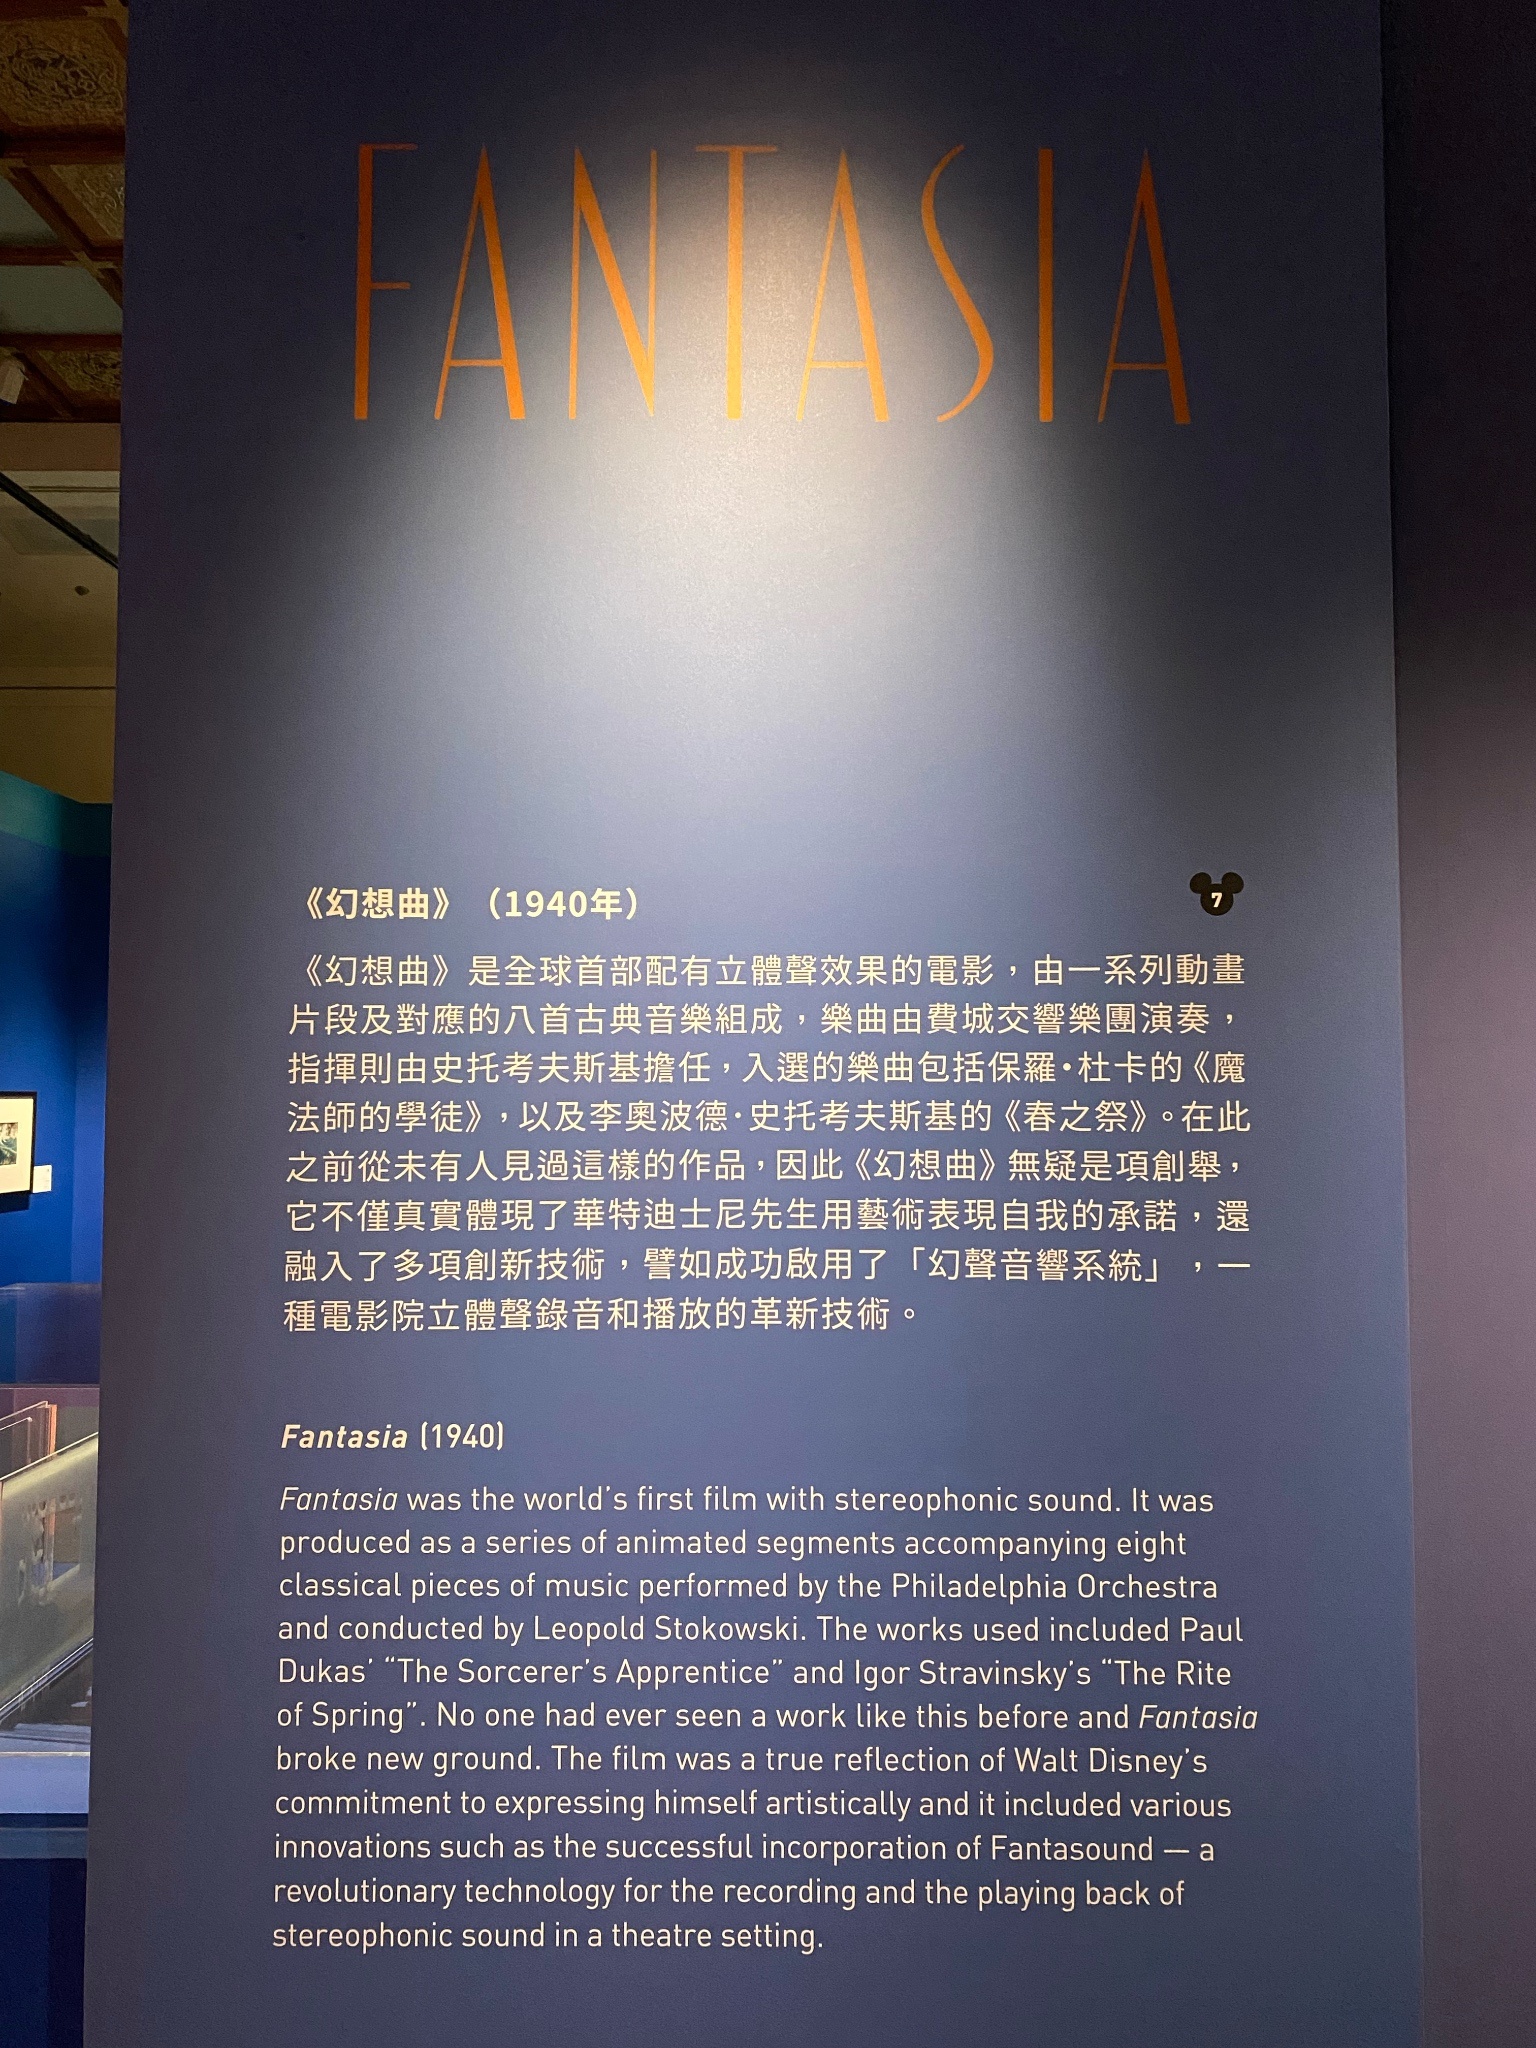 FANTASIA
《幻想曲》（1940年）
7
《幻想曲》是全球首部配有立體聲效果的電影，由一系列動畫
片段及對應的八首古典音樂組成，樂曲由費城交響樂團演奏，
指揮則由史托考夫斯基擔任，入選的樂曲包括保羅·杜卡的《魔
法師的學徒》，以及李奧波德·史托考夫斯基的《春之祭》。在此
之前從未有人見過這樣的作品，因此《幻想曲》無疑是項創舉，
它不僅真實體現了華特迪士尼先生用藝術表現自我的承諾，還
融入了多項創新技術，譬如成功啟用了「幻聲音響系統」，一
種電影院立體聲錄音和播放的革新技術。
Fantasia (1940)
Fantasia was the world’s first film with stereophonic sound. It was
produced as a series of animated segments accompanying eight
classical pieces of music performed by the Philadelphia Orchestra
and conducted by Leopold Stokowski. The works used included Paul
Dukas’ “The Sorcerer’s Apprentice” and Igor Stravinsky’s “The Rite
of Spring”. No one had ever seen a work like this before and Fantasia
broke new ground. The film was a true reflection of Walt Disney’s
commitment to expressing himself artistically and it included various
innovations such as the successful incorporation of Fantasound — a
revolutionary technology for the recording and the playing back of
stereophonic sound in a theatre setting.